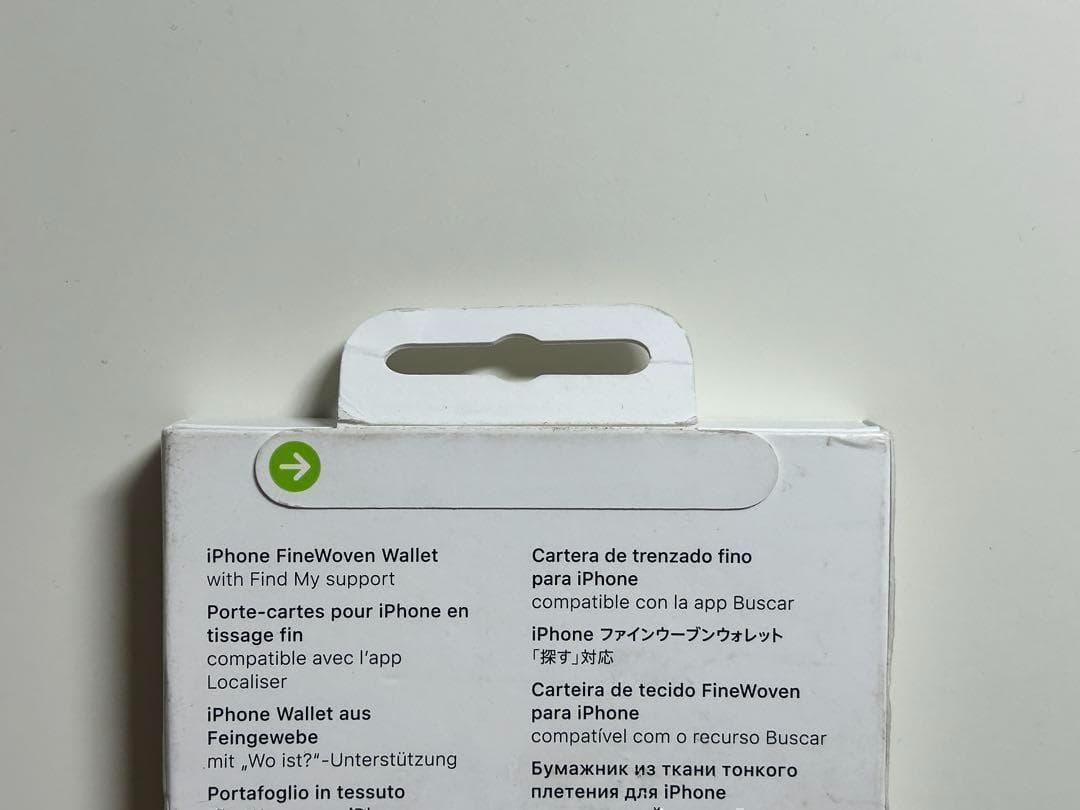 iPhone FineWoven Wallet
with Find My support
Porte-cartes pour iPhone en
tissage fin
compatible avec l’app
Localiser
iPhone Wallet aus
Feingewebe
mit „Wo ist?“-Unterstützung
Portafoglio in tessuto
Cartera de trenzado fino
para iPhone
compatible con la app Buscar
iPhone ファインウーブンウォレット
「探す」対応
Carteira de tecido FineWoven
para iPhone
compatível com o recurso Buscar
Бумажник из ткани тонкого
плетения для iPhone